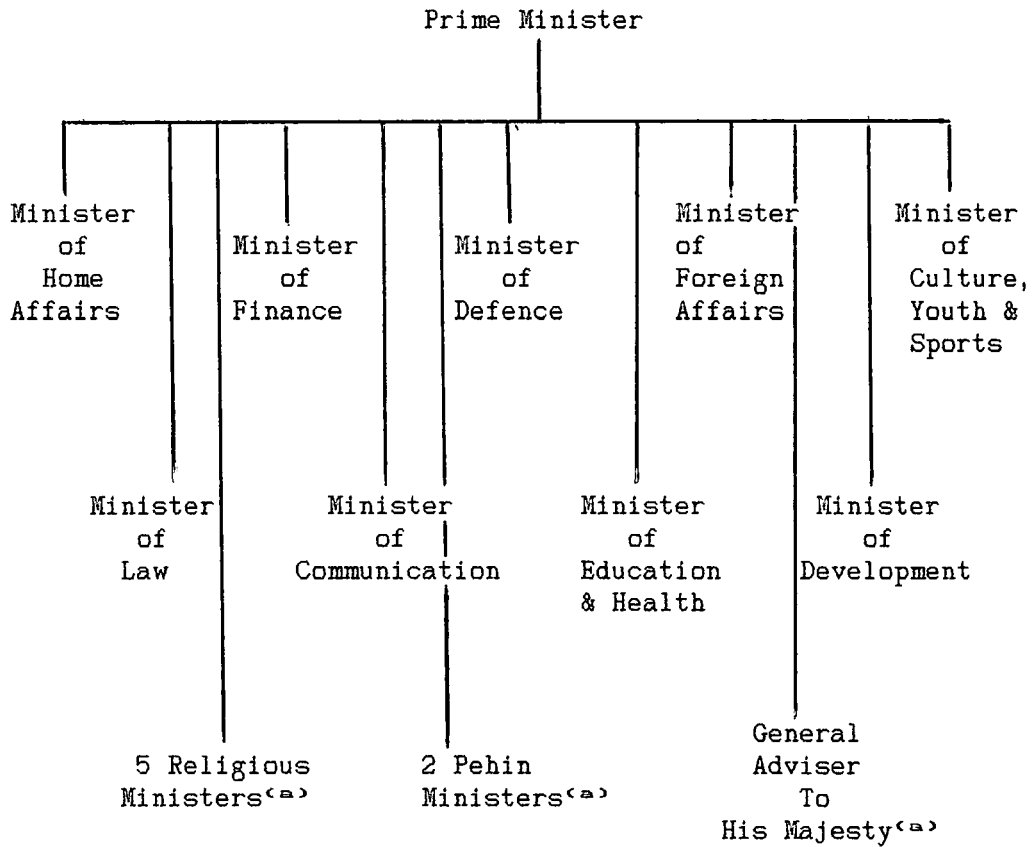 Prime Minister
Minister
of
Home
Affairs
Minister
of
Finance
Minister
of
Defence
Minister
of
Foreign
Affairs
Minister
of
Culture,
Youth &
Sports
Minister
of
Law
Minister
of
Communication
Minister
of
Education
& Health
Minister
of
Development
5 Religious
Ministers(a)
2 Pehin
Ministers(a)
General
Adviser
To
His Majesty(a)